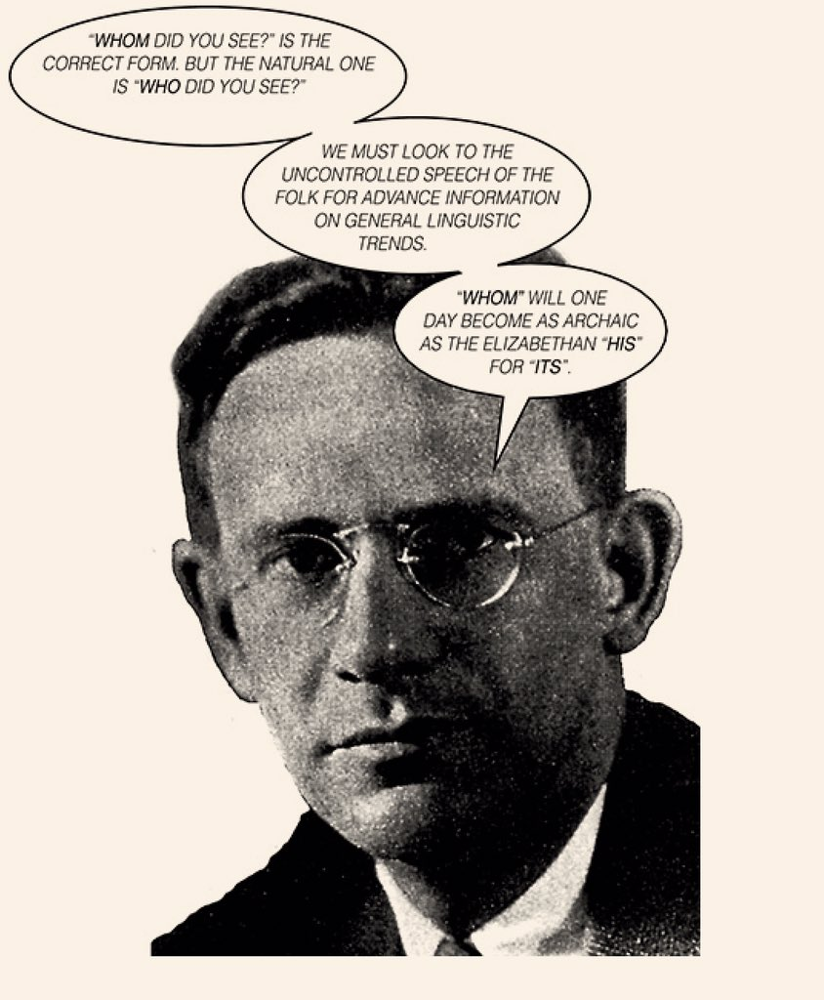 “WHOM DID YOU SEE?” IS THE
CORRECT FORM. BUT THE NATURAL ONE
IS “WHO DID YOU SEE?”
WE MUST LOOK TO THE
UNCONTROLLED SPEECH OF THE
FOLK FOR ADVANCE INFORMATION
ON GENERAL LINGUISTIC
TRENDS.
“WHOM” WILL ONE
DAY BECOME AS ARCHAIC
AS THE ELIZABETHAN “HIS”
FOR “ITS”.